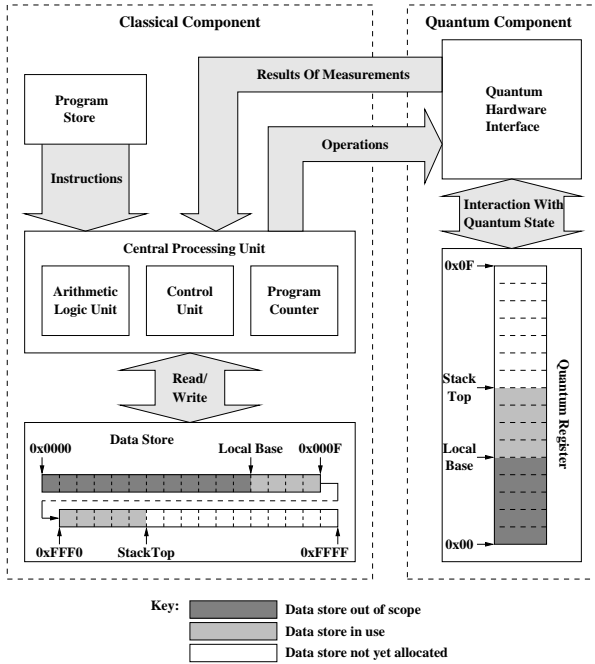 Classical Component
Quantum Component
Program
Store
Results Of Measurements
Quantum
Hardware
Interface
Operations
Instructions
Interaction With
Quantum State
Central Processing Unit
Arithmetic
Logic Unit
Control
Unit
Program
Counter
0x0F
Read/
Write
Stack
Top
Quantum Register
Data Store
0x0000
Local Base
0x000F
Local
Base
0xFFF0
StackTop
0xFFFF
0x00
Key:
Data store out of scope
Data store in use
Data store not yet allocated